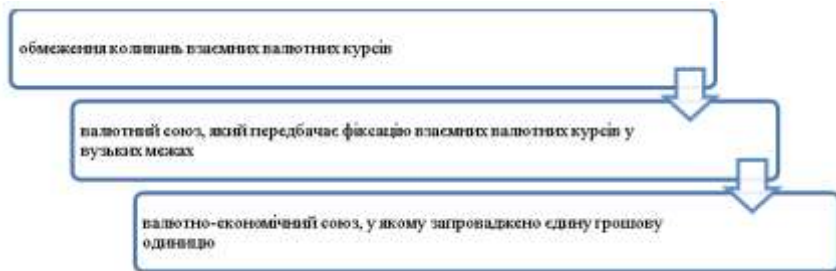 обмеження коливань взаємних валютних курсів
валютний союз, який передбачає фіксацію взаємних валютних курсів у
вузьких межах
валютно-економічний союз, у якому запроваджено єдину грошову
одиницю